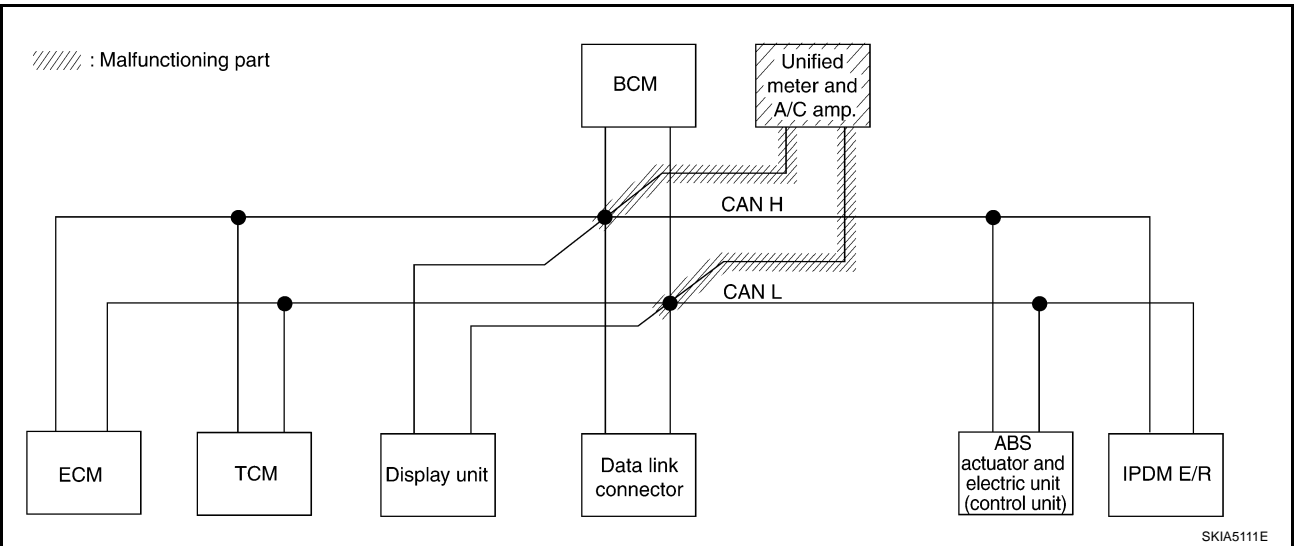 : Malfunctioning part
BCM
Unified
meter and
A/C amp.
CAN H
CAN L
ECM
TCM
Display unit
Data link
connector
ABS
actuator and
electric unit
(control unit)
IPDM E/R
SKIA5111E